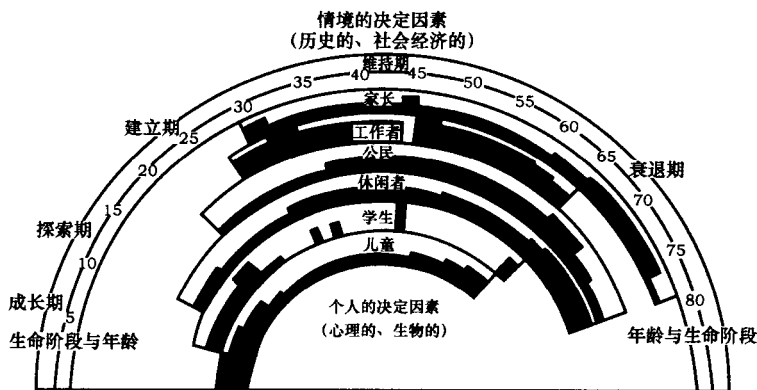 情境的决定因素
(历史的、社会经济的)
维持期
35 40 45 50
30 家长 55
建立期 25 工作者 60
20 公民 65 衰退期
15 休闲者 70
探索期 学生
10 儿童 75
成长期 5 个人的决定因素 80
(心理的、生物的)
生命阶段与年龄 年龄与生命阶段